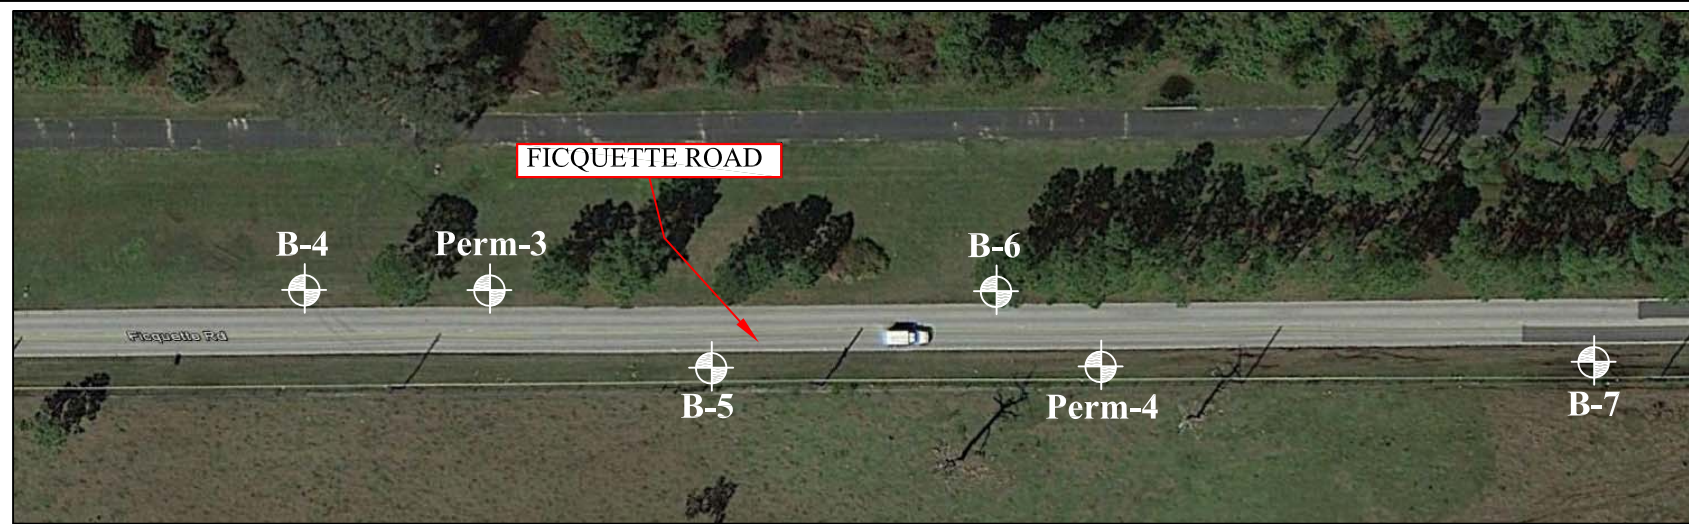 FICQUETTE ROAD
B-4
Perm-3
B-6
Ficquette Rd
B-5
Perm-4
B-7